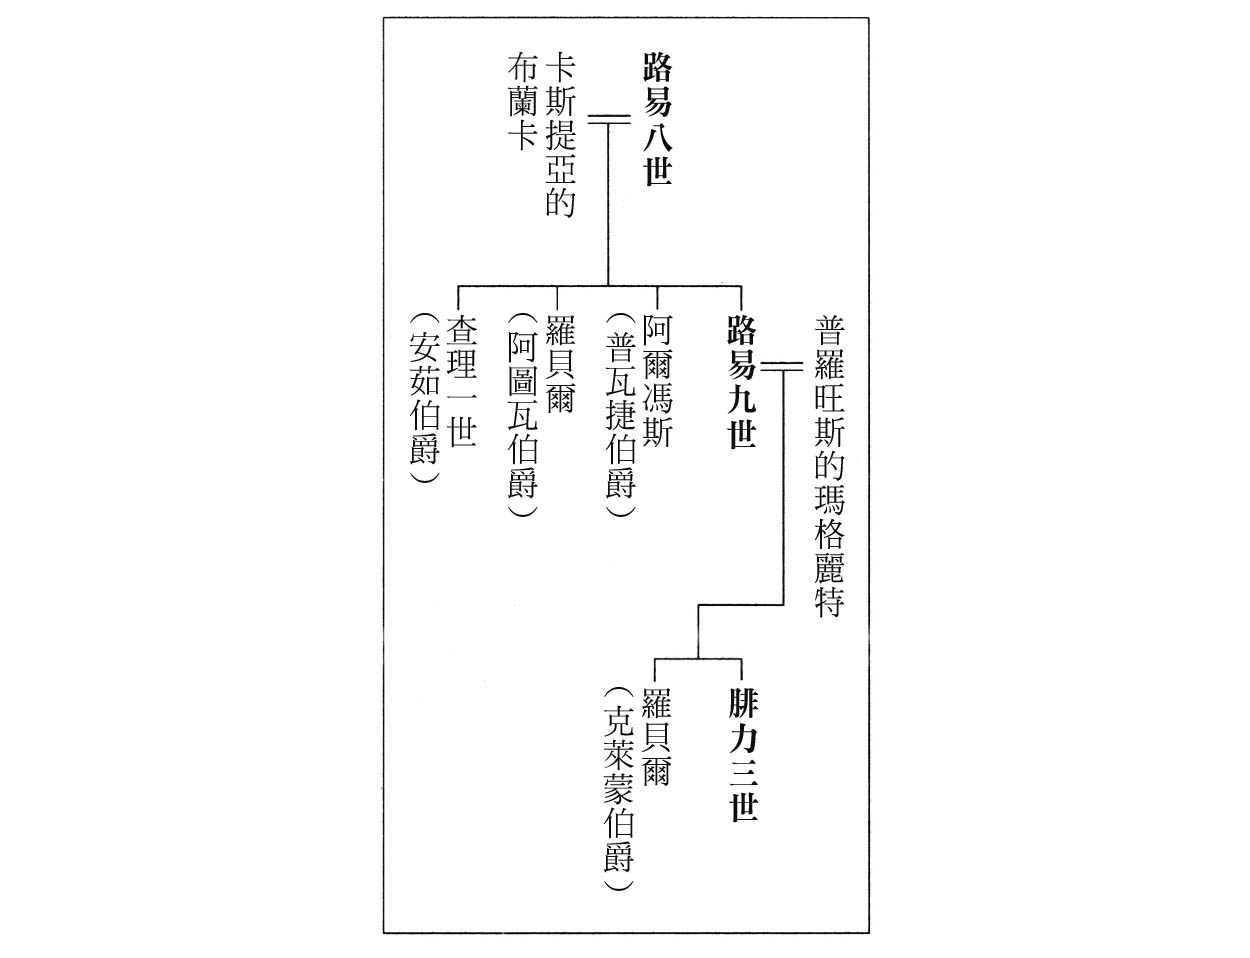 路易八世
卡斯提亞的
布蘭卡
普羅旺斯的瑪格麗特
路易九世
阿爾馮斯
（普瓦捷伯爵）
羅貝爾
（阿圖瓦伯爵）
查理一世
（安茹伯爵）
腓力三世
羅貝爾
（克萊蒙伯爵）